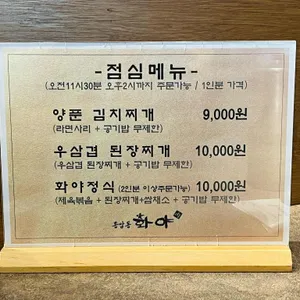 -점심메뉴-
(오전11시30분 오후2시까지 주문가능 / 1인분 가격)
양푼 김치찌개 9,000원
(라면사리 + 공기밥 무제한)
우삼겹 된장찌개 10,000원
(우삼겹 된장찌개 + 공기밥 무제한)
화야정식 (2인분 이상주문가능) 10,000원
(제육볶음 + 된장찌개+쌈채소 + 공기밥 무제한)
화야